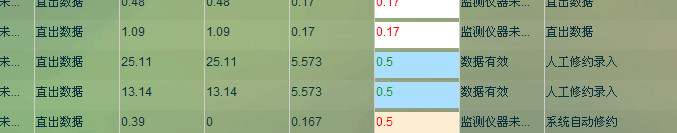 未... 直出数据 0.48 0.48 0.17 0.17 监测仪器未... 直出数据
未... 直出数据 1.09 1.09 0.17 0.17 监测仪器未... 直出数据
未... 直出数据 25.11 25.11 5.573 0.5 数据有效 人工修约录入
未... 直出数据 13.14 13.14 5.573 0.5 数据有效 人工修约录入
未... 直出数据 0.39 0 0.167 0.5 监测仪器未... 系统自动修约